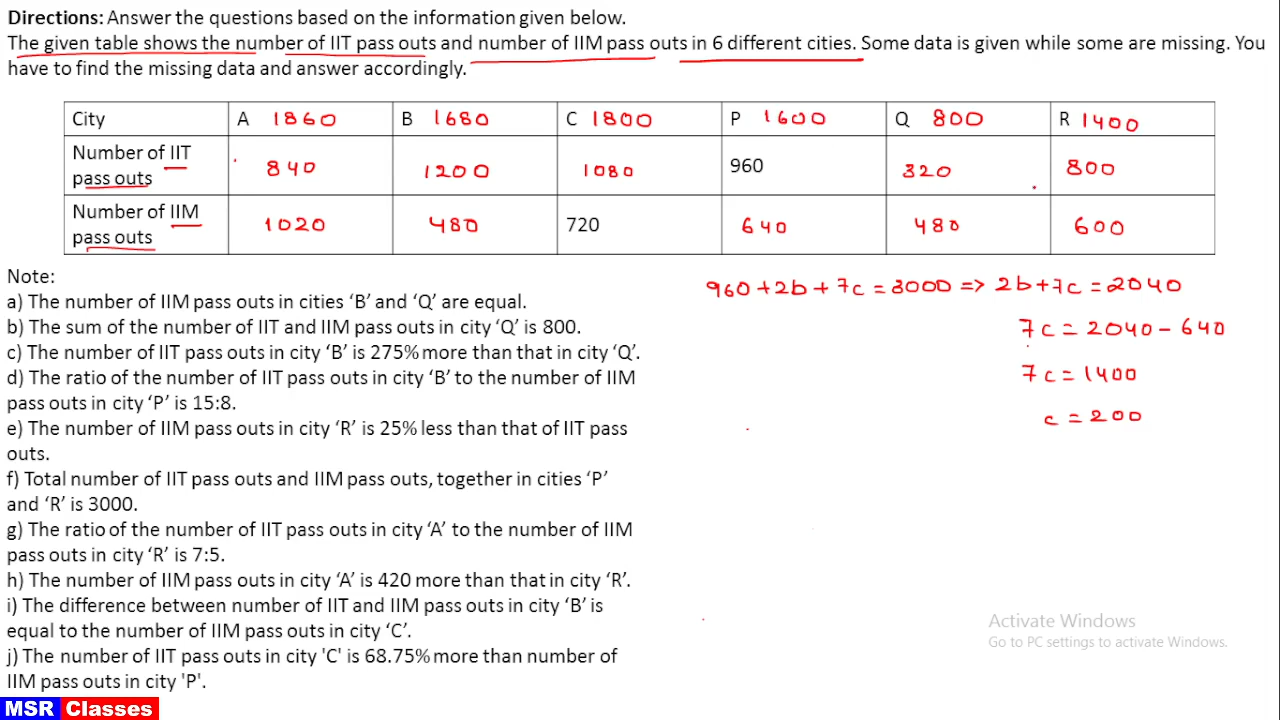 Directions: Answer the questions based on the information given below.
The given table shows the number of IIT pass outs and number of IIM pass outs in 6 different cities. Some data is given while some are missing. You
have to find the missing data and answer accordingly.
City A 1860 B 1680 C 1800 P 1600 Q 800 R 1400
Number of IIT
pass outs 840 1200 1080 960 320 800
Number of IIM
pass outs 1020 480 720 640 480 600
Note:
960+2b+7c=3000 => 2b+7c=2040
a) The number of IIM pass outs in cities ‘B’ and ‘Q’ are equal.
b) The sum of the number of IIT and IIM pass outs in city ‘Q’ is 800.
7c=2040-640
c) The number of IIT pass outs in city ‘B’ is 275% more than that in city ‘Q’.
d) The ratio of the number of IIT pass outs in city ‘B’ to the number of IIM
7c=1400
pass outs in city ‘P’ is 15:8.
c=200
e) The number of IIM pass outs in city ‘R’ is 25% less than that of IIT pass
outs.
f) Total number of IIT pass outs and IIM pass outs, together in cities ‘P’
and ‘R’ is 3000.
g) The ratio of the number of IIT pass outs in city ‘A’ to the number of IIM
pass outs in city ‘R’ is 7:5.
h) The number of IIM pass outs in city ‘A’ is 420 more than that in city ‘R’.
i) The difference between number of IIT and IIM pass outs in city ‘B’ is
equal to the number of IIM pass outs in city ‘C’.
j) The number of IIT pass outs in city 'C' is 68.75% more than number of
IIM pass outs in city 'P'.
Activate Windows
Go to PC settings to activate Windows.
MSR Classes